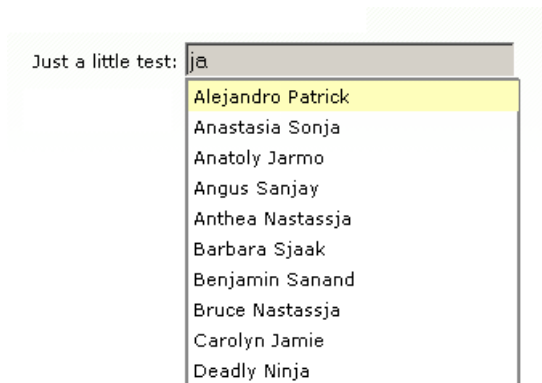 Just a little test: ja
Alejandro Patrick
Anastasia Sonja
Anatoly Jarmo
Angus Sanjay
Anthea Nastassja
Barbara Sjaak
Benjamin Sanand
Bruce Nastassja
Carolyn Jamie
Deadly Ninja